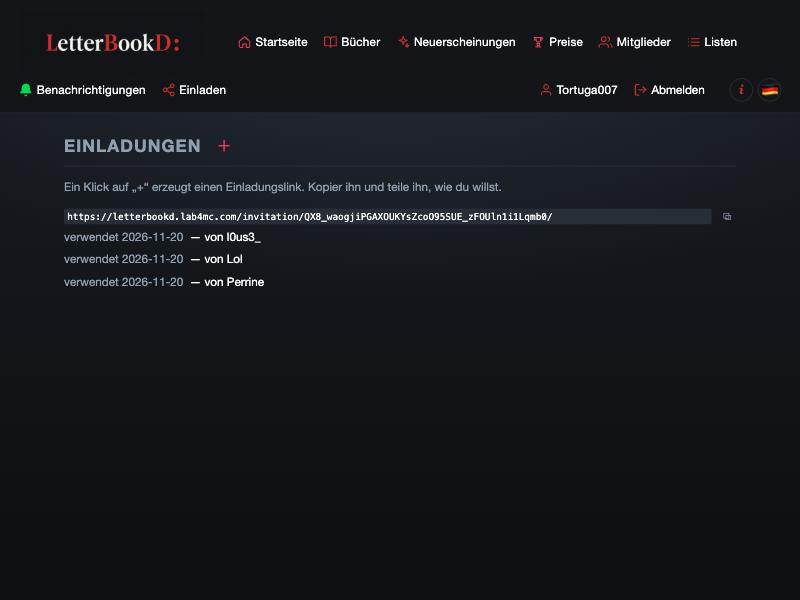 LetterBookD:
Startseite Bücher Neuerscheinungen Preise Mitglieder Listen
Benachrichtigungen Einladen Tortuga007 Abmelden i
EINLADUNGEN +
Ein Klick auf „+“ erzeugt einen Einladungslink. Kopier ihn und teile ihn, wie du willst.
https://letterbookd.lab4mc.com/invitation/QX8_waogjiPGAXOUKYsZcoO95SUE_zFOUln1i1Lqmb0/
verwendet 2026-11-20 — von l0us3_
verwendet 2026-11-20 — von Lol
verwendet 2026-11-20 — von Perrine